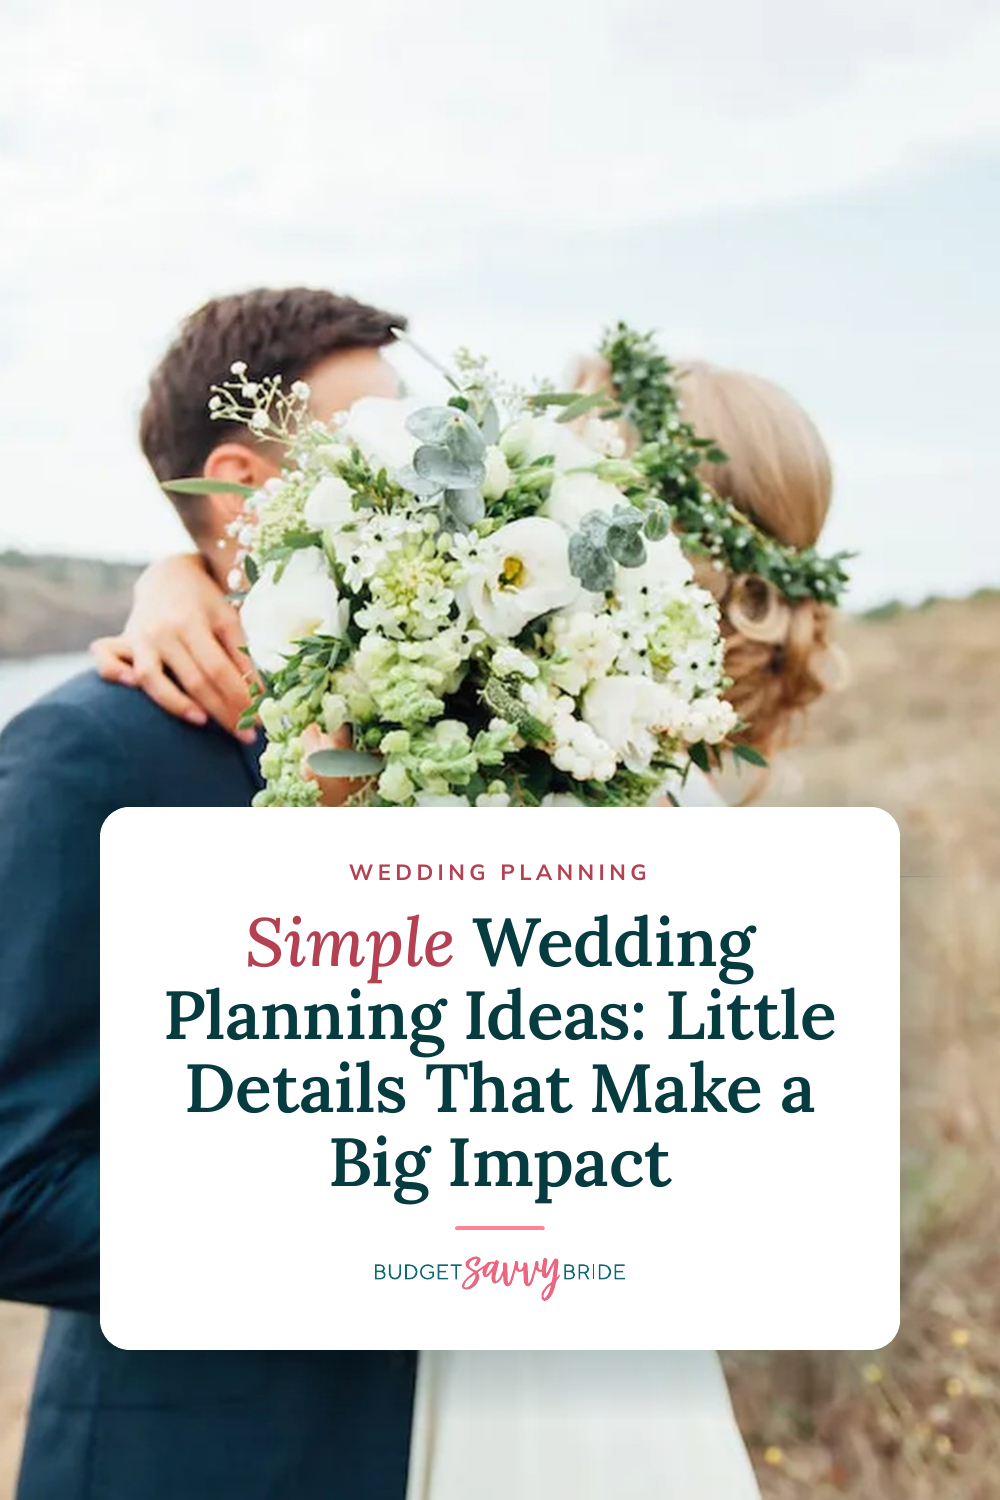 WEDDING PLANNING
Simple Wedding
Planning Ideas: Little
Details That Make a
Big Impact
BUDGET savvy BRIDE